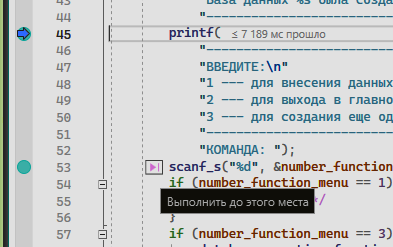 43 "База данных %s была созда
44 "-----------------------------
45 printf( ≤ 7 189 мс прошло
46 "-----------------------------
47 "ВВЕДИТЕ:\n"
48 "1 --- для внесения данных
49 "2 --- для выхода в главно
50 "3 --- для создания еще од
51 "-----------------------------
52 "КОМАНДА: ");
53 scanf_s("%d", &number_function
54 if (number_function_menu == 1)
55 */
Выполнить до этого места
56 }
57 if (number_function_menu == 3)